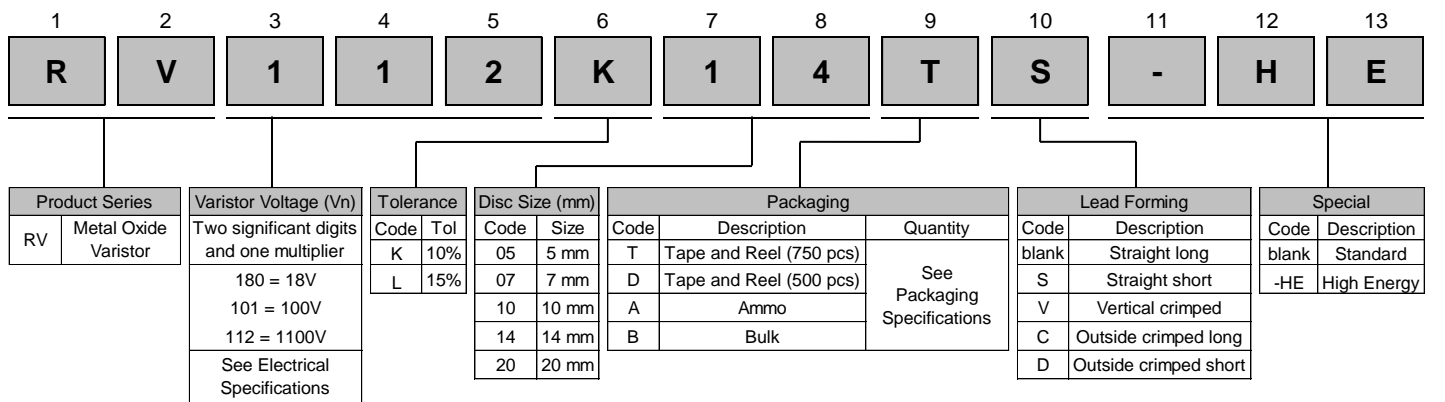 1 2 3 4 5 6 7 8 9 10 11 12 13
R V 1 1 2 K 1 4 T S - H E
Product Series
RV Metal Oxide Varistor
Varistor Voltage (Vn)
Two significant digits
and one multiplier
180 = 18V
101 = 100V
112 = 1100V
See Electrical
Specifications
Tolerance
Code Tol
K 10%
L 15%
Disc Size (mm)
Code Size
05 5 mm
07 7 mm
10 10 mm
14 14 mm
20 20 mm
Packaging
Code Description Quantity
T Tape and Reel (750 pcs)
D Tape and Reel (500 pcs)
A Ammo
B Bulk
See
Packaging
Specifications
Lead Forming
Code Description
blank Straight long
S Straight short
V Vertical crimped
C Outside crimped long
D Outside crimped short
Special
Code Description
blank Standard
-HE High Energy